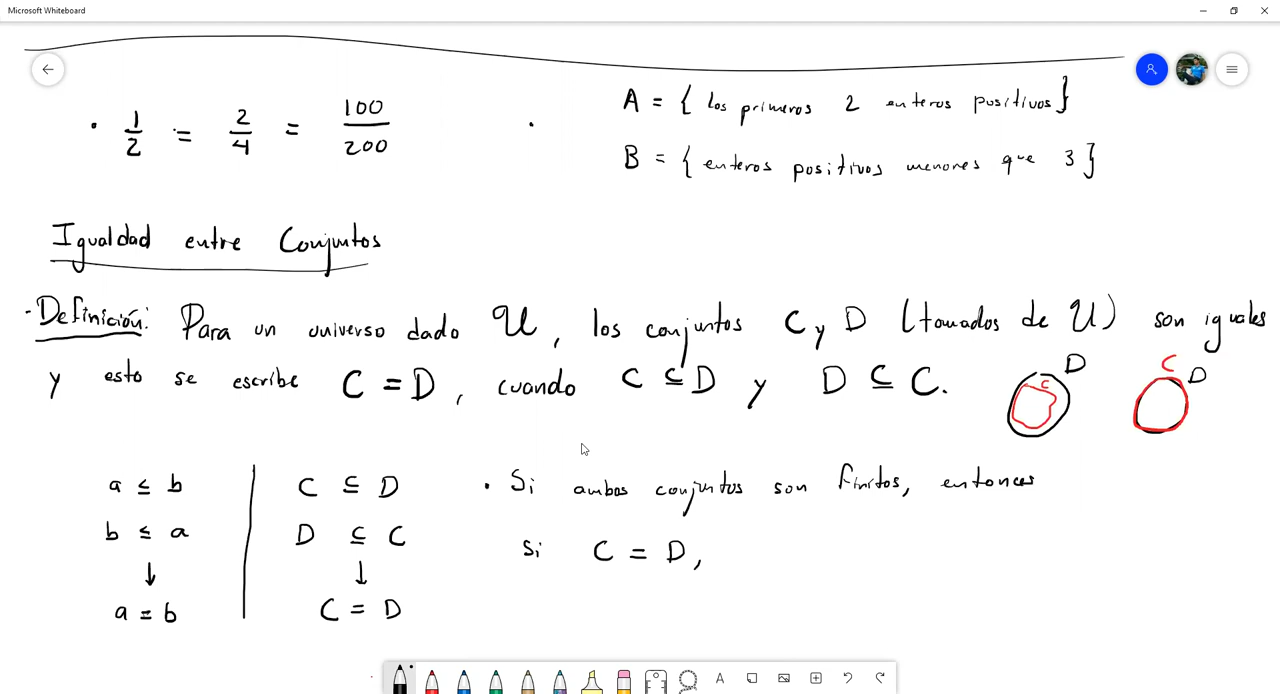 Microsoft Whiteboard
· 1/2 = 2/4 = 100/200
· A = { los primeros 2 enteros positivos }
B = { enteros positivos menores que 3 }
Igualdad entre Conjuntos
· Definición: Para un universo dado U, los conjuntos C y D (tomados de U) son iguales
y esto se escribe C = D, cuando C ⊆ D y D ⊆ C.
C D
C D
a ≤ b
b ≤ a
↓
a = b
C ⊆ D
D ⊆ C
↓
C = D
· Si ambos conjuntos son finitos, entonces
Si C = D,
A